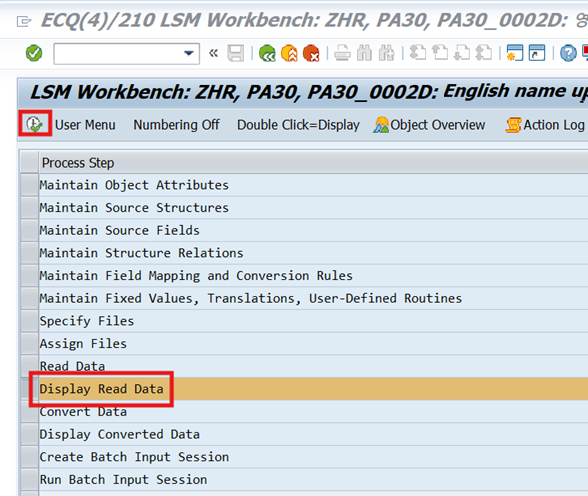 ECQ(4)/210 LSM Workbench: ZHR, PA30, PA30_0002D:
LSM Workbench: ZHR, PA30, PA30_0002D: English name up
User Menu Numbering Off Double Click=Display Object Overview Action Log
Process Step
Maintain Object Attributes
Maintain Source Structures
Maintain Source Fields
Maintain Structure Relations
Maintain Field Mapping and Conversion Rules
Maintain Fixed Values, Translations, User-Defined Routines
Specify Files
Assign Files
Read Data
Display Read Data
Convert Data
Display Converted Data
Create Batch Input Session
Run Batch Input Session